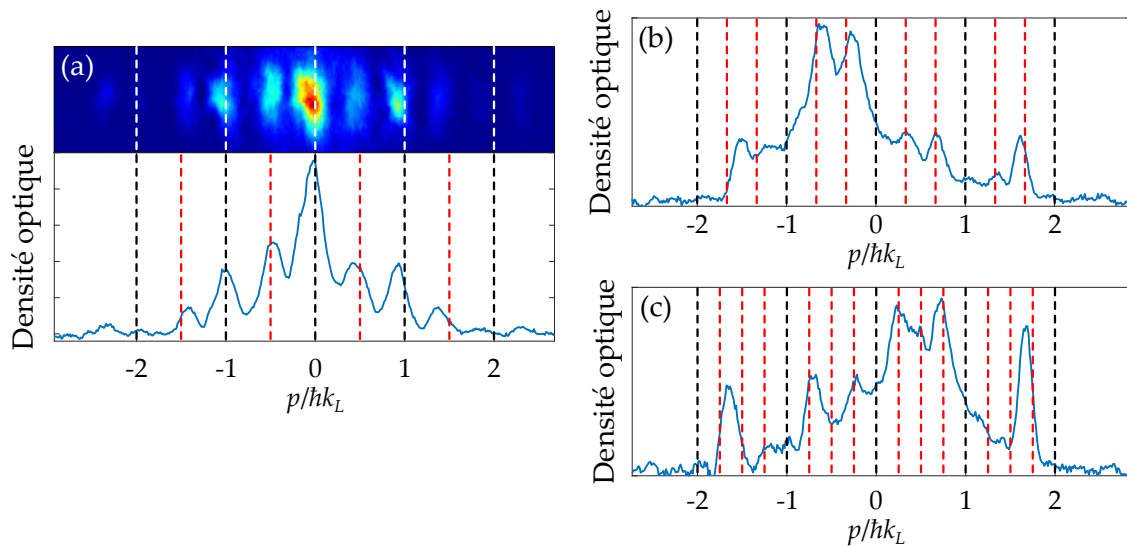 (a)
Densité optique
-2 -1 0 1 2
p/ħk_L
(b)
Densité optique
-2 -1 0 1 2
p/ħk_L
(c)
Densité optique
-2 -1 0 1 2
p/ħk_L